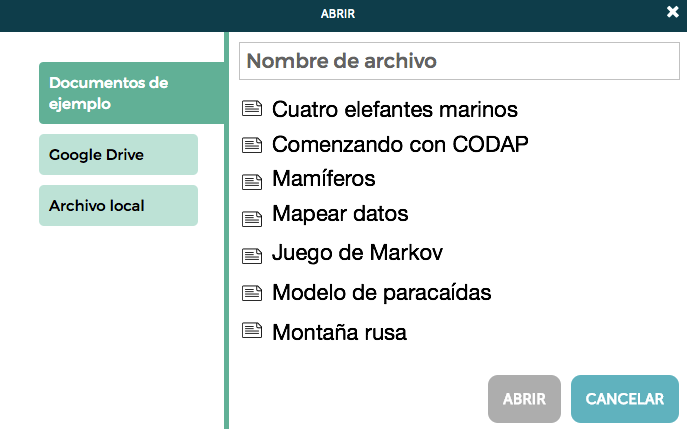 ABRIR
Documentos de
ejemplo
Google Drive
Archivo local
Nombre de archivo
Cuatro elefantes marinos
Comenzando con CODAP
Mamíferos
Mapear datos
Juego de Markov
Modelo de paracaídas
Montaña rusa
ABRIR
CANCELAR